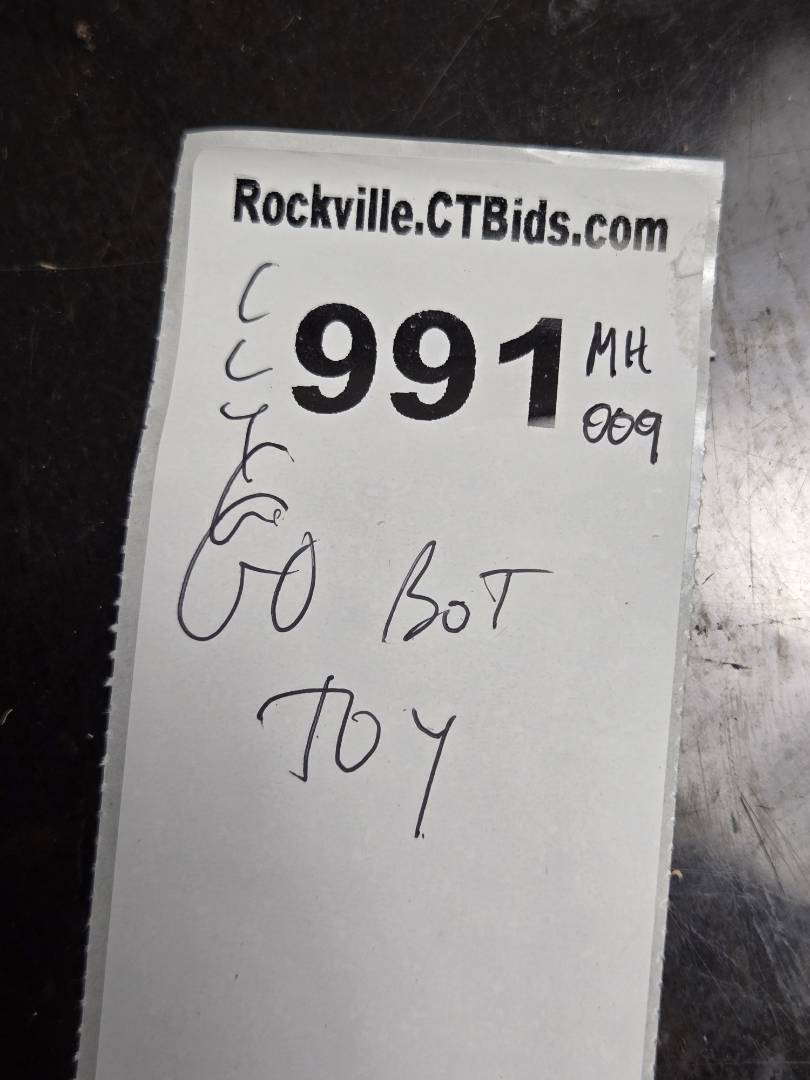 Rockville.CTBids.com
C
C
991 MH
009
GO BOT
TOY